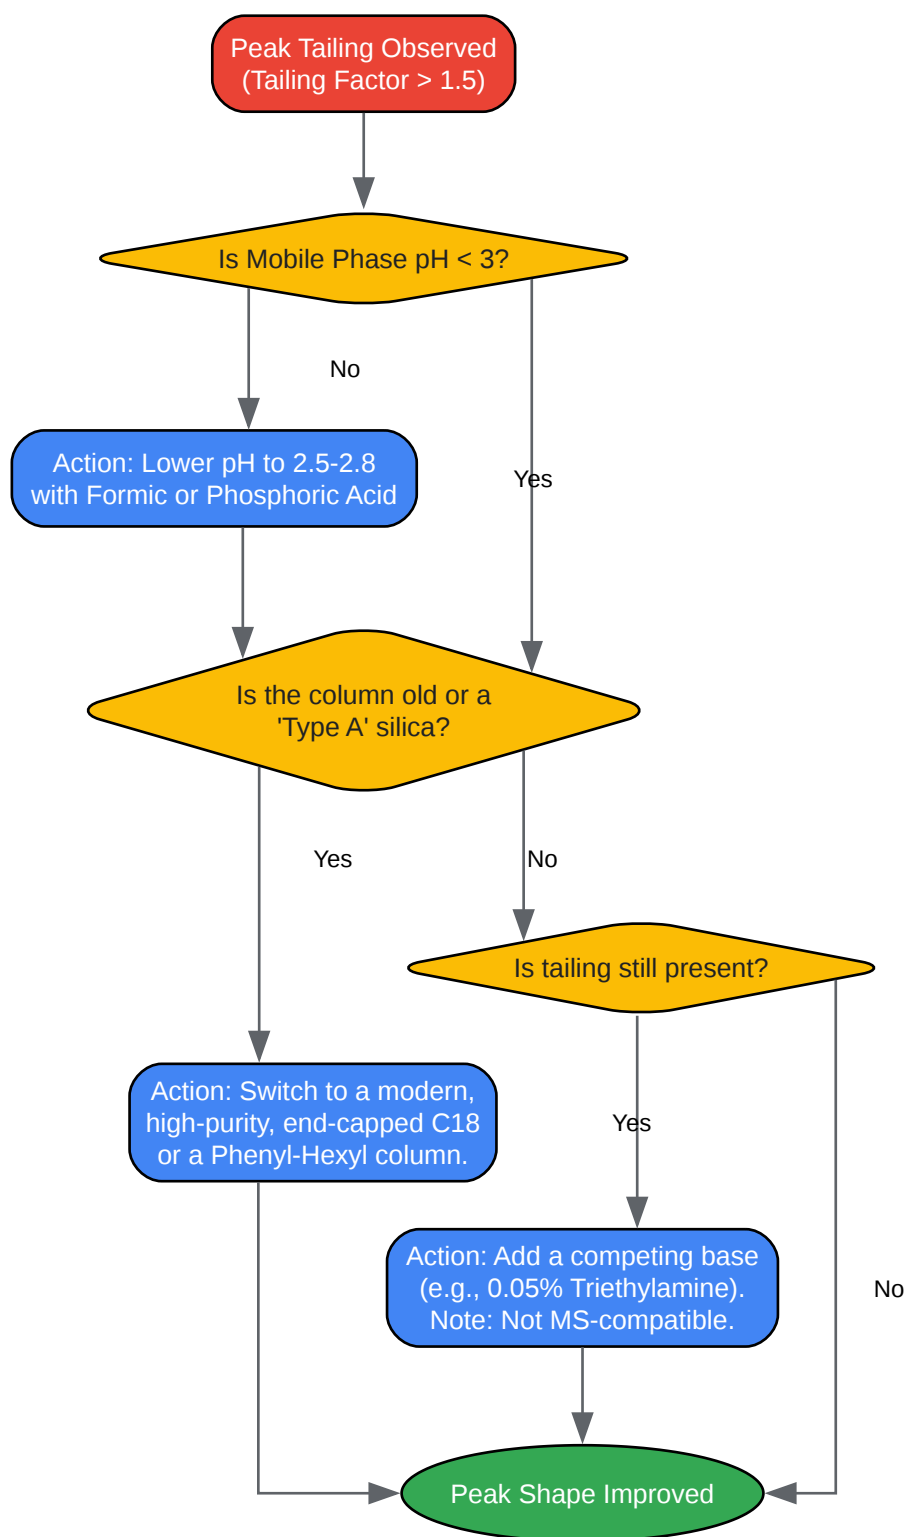 Peak Tailing Observed
(Tailing Factor > 1.5)
Is Mobile Phase pH < 3?
No
Action: Lower pH to 2.5-2.8
with Formic or Phosphoric Acid
Yes
Is the column old or a
'Type A' silica?
Yes
No
Is tailing still present?
Action: Switch to a modern,
high-purity, end-capped C18
or a Phenyl-Hexyl column.
Yes
Action: Add a competing base
(e.g., 0.05% Triethylamine).
Note: Not MS-compatible.
No
Peak Shape Improved